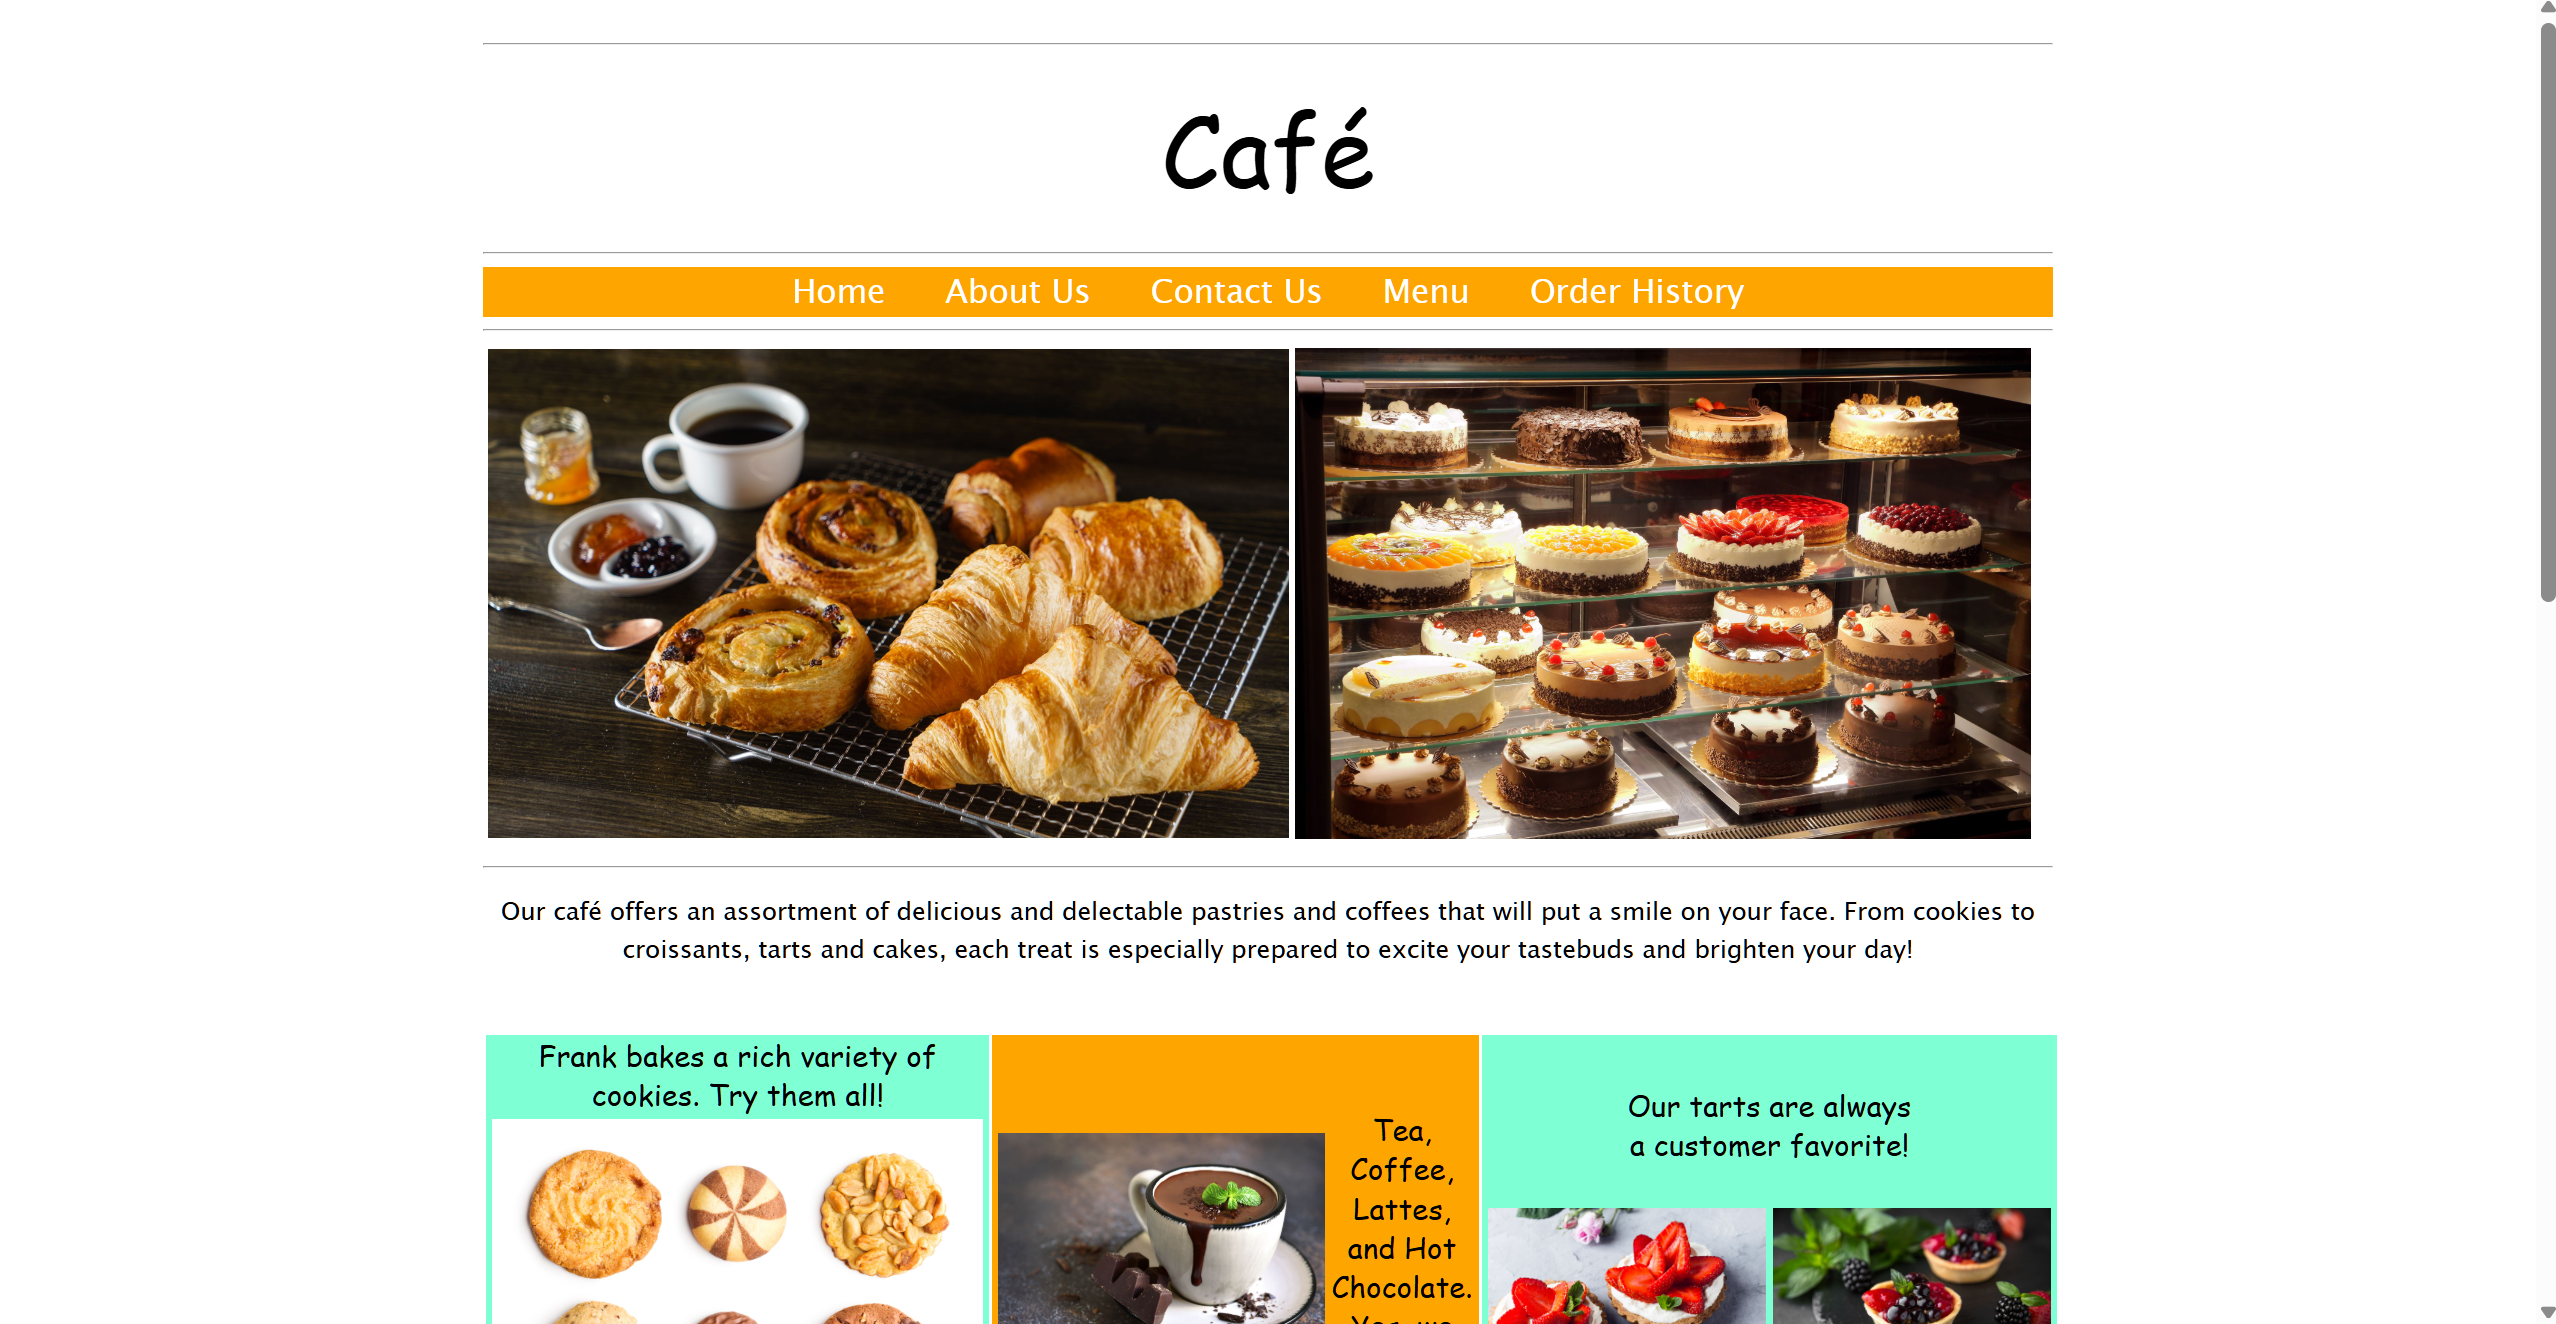 Café
Home About Us Contact Us Menu Order History
Our café offers an assortment of delicious and delectable pastries and coffees that will put a smile on your face. From cookies to
croissants, tarts and cakes, each treat is especially prepared to excite your tastebuds and brighten your day!
Frank bakes a rich variety of
cookies. Try them all!
Tea,
Coffee,
Lattes,
and Hot
Chocolate.
Our tarts are always
a customer favorite!